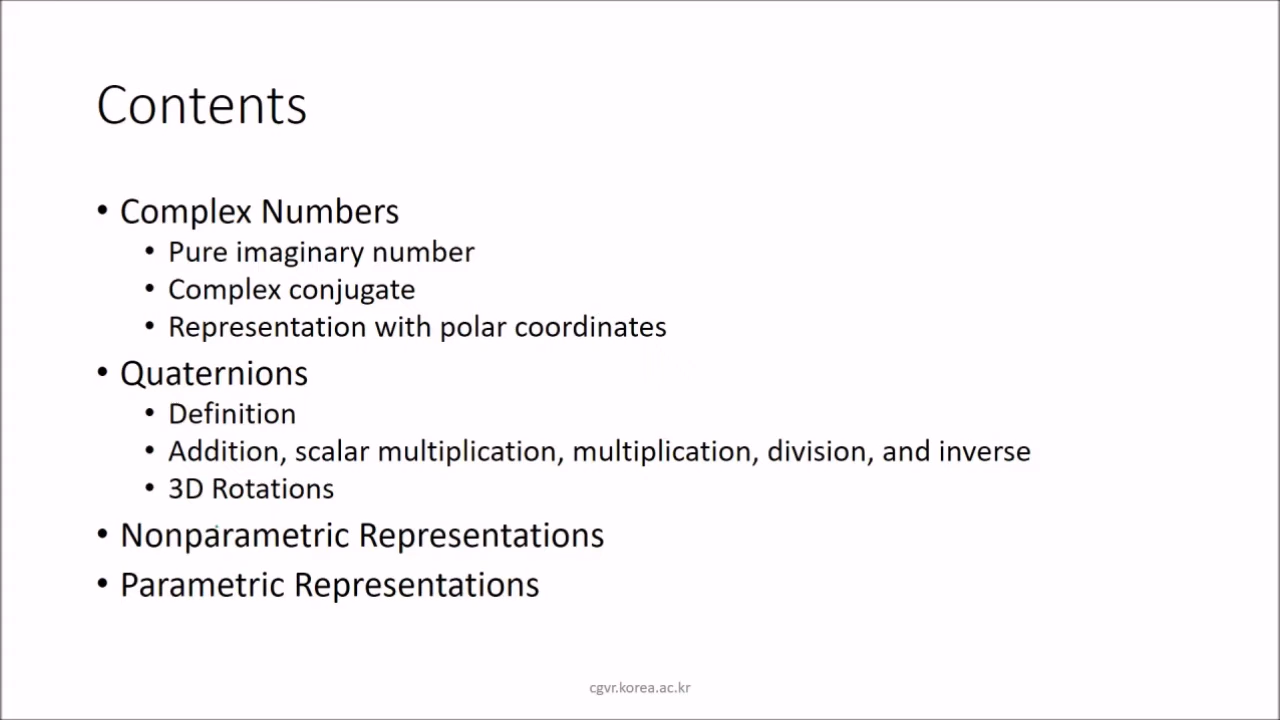 Contents
• Complex Numbers
• Pure imaginary number
• Complex conjugate
• Representation with polar coordinates
• Quaternions
• Definition
• Addition, scalar multiplication, multiplication, division, and inverse
• 3D Rotations
• Nonparametric Representations
• Parametric Representations
cgvr.korea.ac.kr